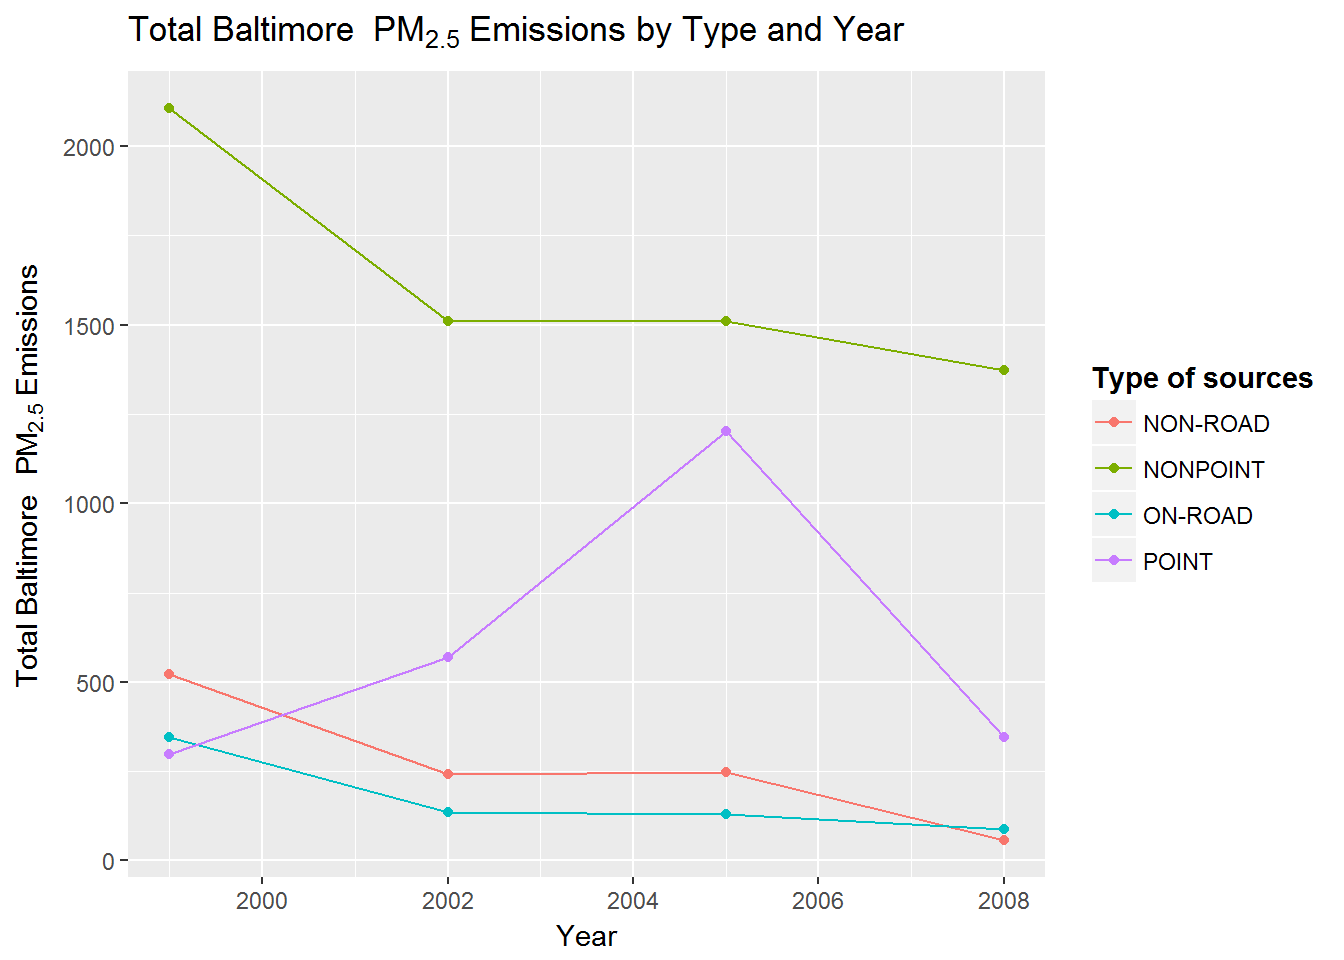 Total Baltimore  PM2.5 Emissions by Type and Year
Total Baltimore  PM2.5 Emissions
2000
1500
1000
500
0
2000 2002 2004 2006 2008
Year
Type of sources
NON-ROAD
NONPOINT
ON-ROAD
POINT